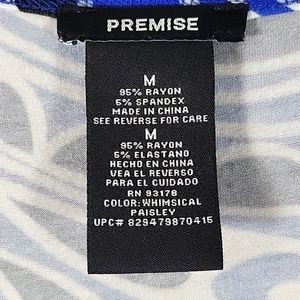 PREMISE
M
95% RAYON
5% SPANDEX
MADE IN CHINA
SEE REVERSE FOR CARE
M
95% RAYON
5% ELASTANO
HECHO EN CHINA
VEA EL REVERSO
PARA EL CUIDADO
RN 93178
COLOR: WHIMSICAL
PAISLEY
UPC# 829479870415